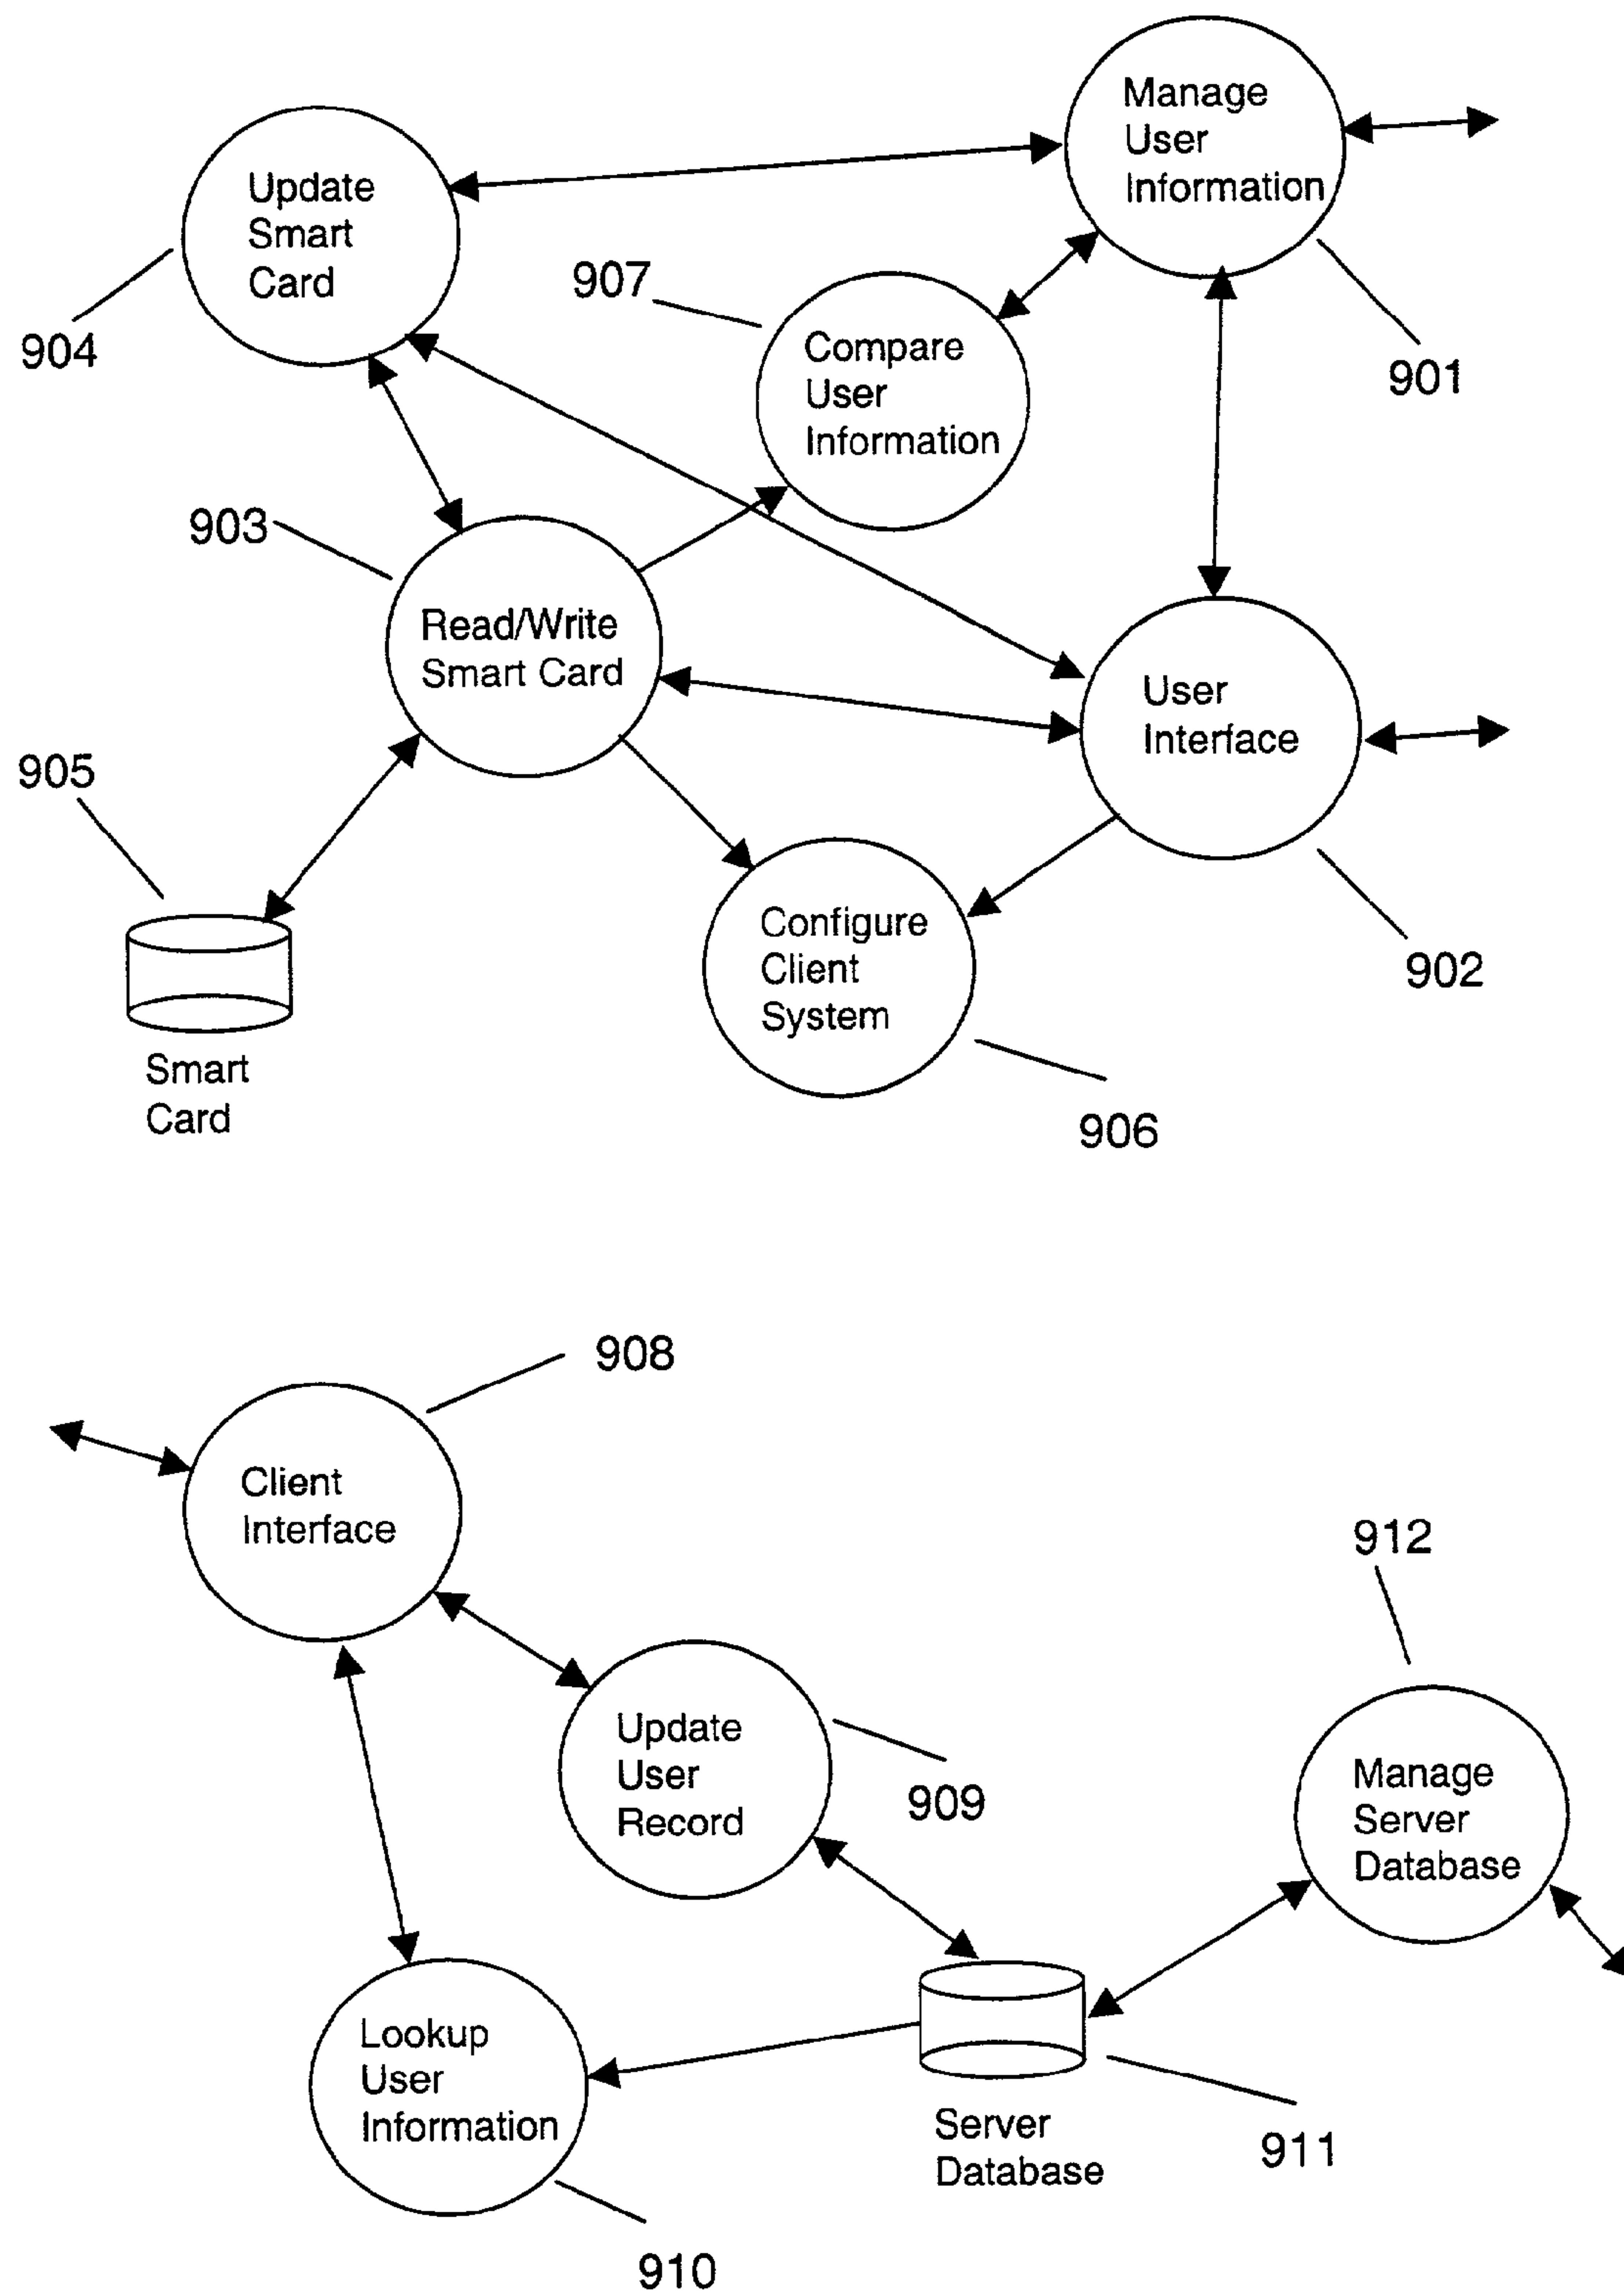 Manage
User
Information
901
Update
Smart
Card
904
907
Compare
User
Information
903
Read/Write
Smart Card
User
Interface
902
905
Smart
Card
Configure
Client
System
906
908
Client
Interface
912
Update
User
Record
909
Manage
Server
Database
Lookup
User
Information
910
Server
Database
911